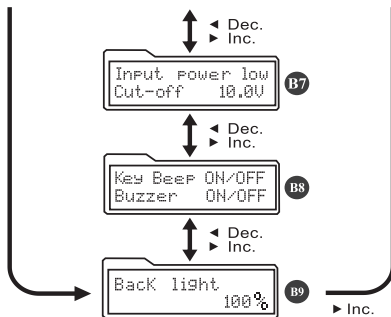 ◄ Dec.
► Inc.
Input power low
Cut-off 10.0V
B7
◄ Dec.
► Inc.
Key Beep ON/OFF
Buzzer ON/OFF
B8
◄ Dec.
► Inc.
BacK light
100%
B9
► Inc.